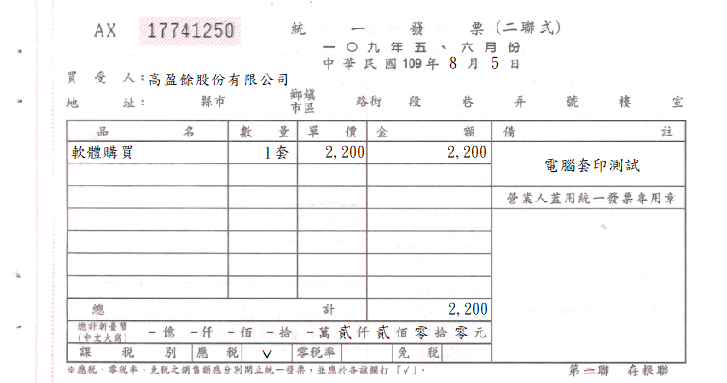 AX 17741250 統一發票(二聯式)
一〇九年五、六月份
中華民國109年8月5日
買受人:高盈餘股份有限公司
地址: 縣市 鄉鎮市區 路街 段 巷 弄 號 樓 室
品名 數量 單價 金額 備註
軟體購買 1套 2,200 2,200 電腦套印測試
營業人蓋用統一發票專用章
總計 2,200
總計新臺幣(中文大寫) -億-仟-佰-拾-萬貳仟貳佰零拾零元
課稅別 應稅 ✓ 零稅率 免稅
※應稅、零稅率、免稅之銷售額應分別開立統一發票,並應於各該欄打「✓」。 第一聯 存根聯